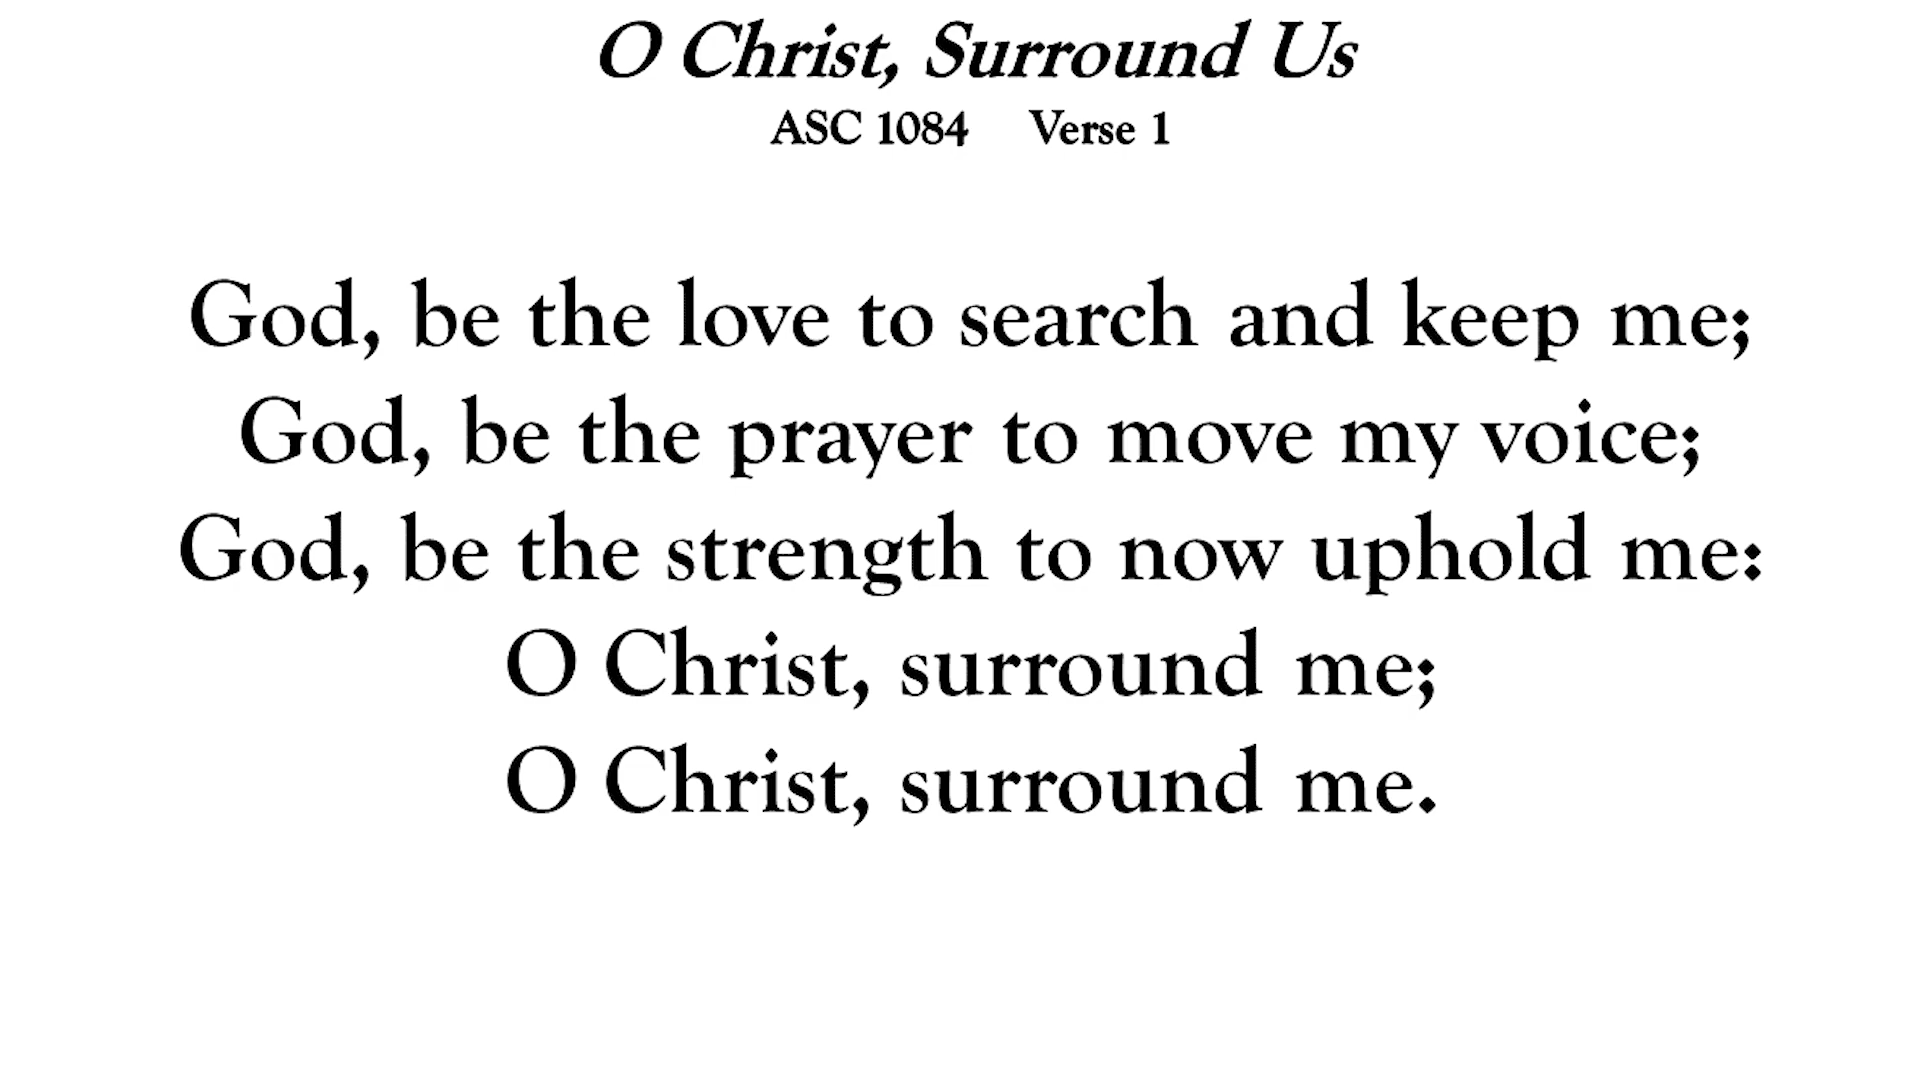 O Christ, Surround Us
ASC 1084 Verse 1
God, be the love to search and keep me;
God, be the prayer to move my voice;
God, be the strength to now uphold me:
O Christ, surround me;
O Christ, surround me.